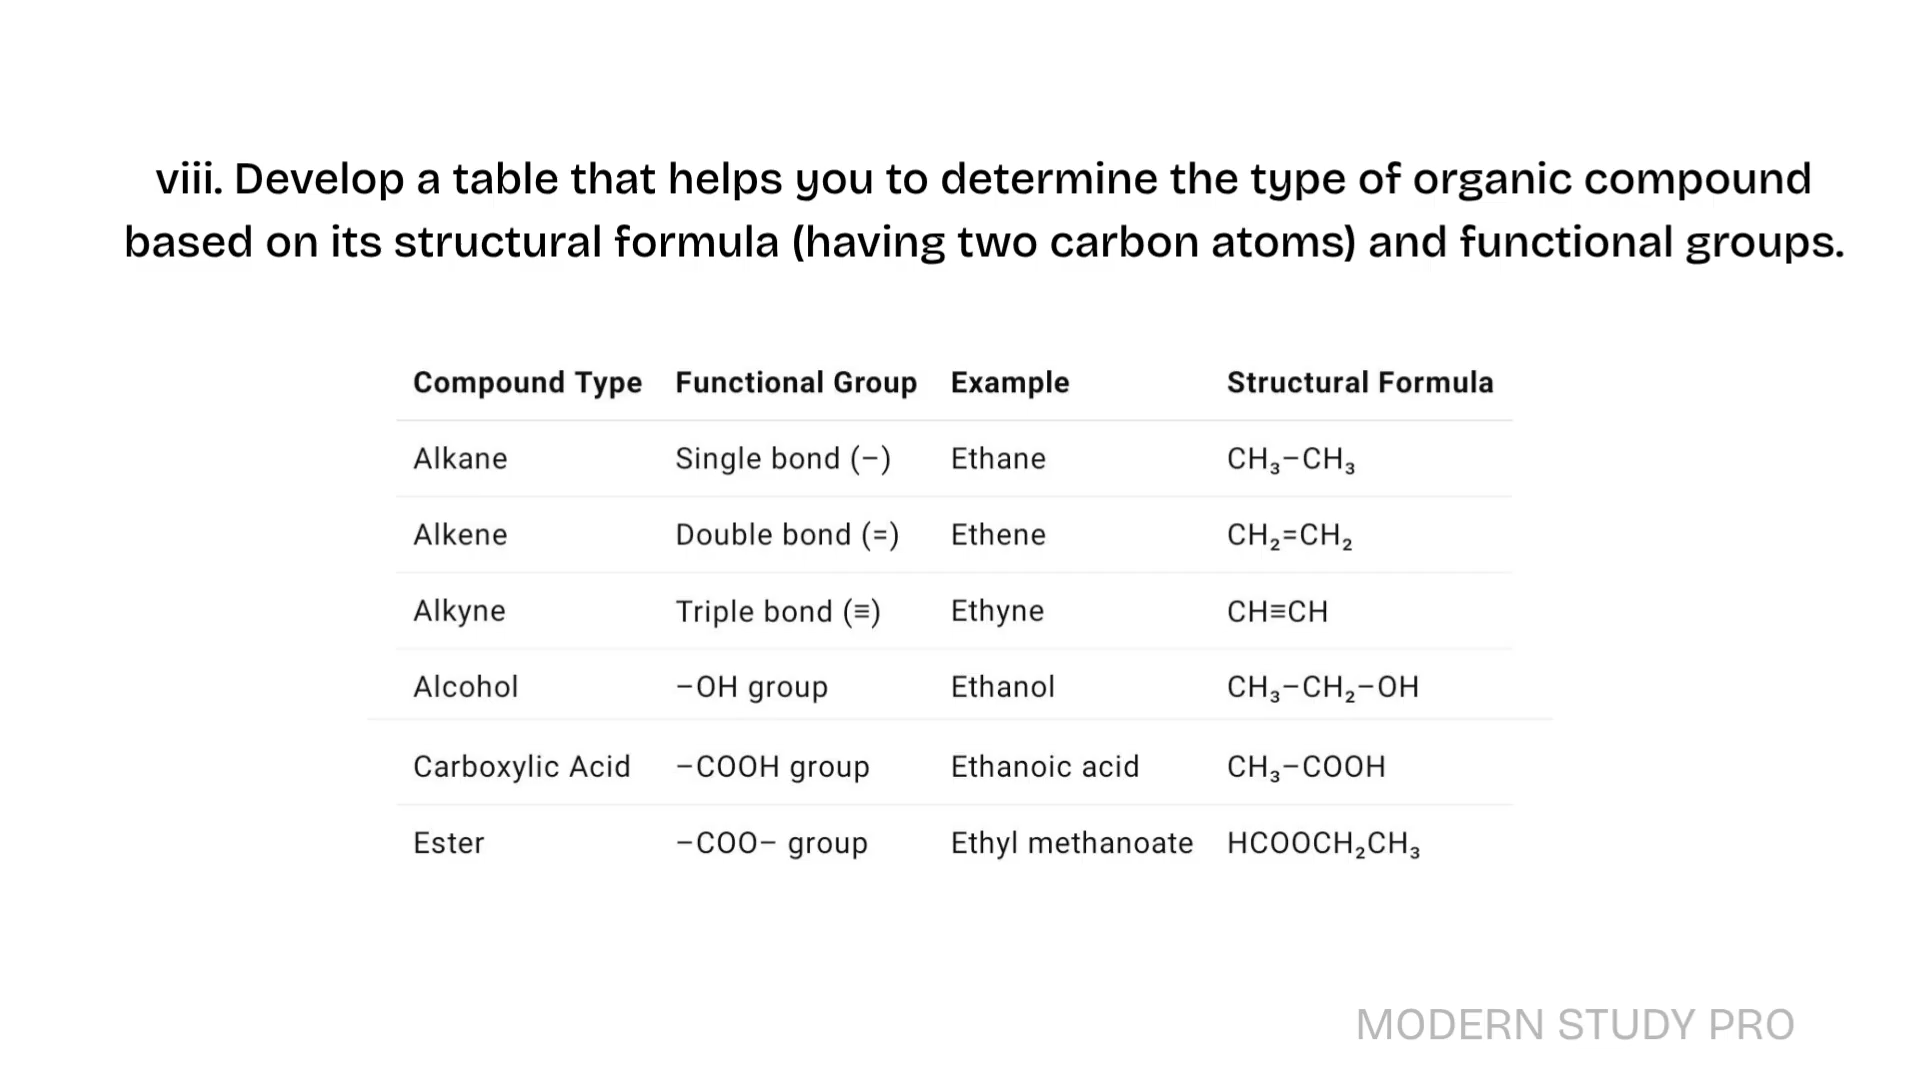 viii. Develop a table that helps you to determine the type of organic compound
based on its structural formula (having two carbon atoms) and functional groups.
Compound Type Functional Group Example Structural Formula
Alkane Single bond (−) Ethane CH₃−CH₃
Alkene Double bond (=) Ethene CH₂=CH₂
Alkyne Triple bond (≡) Ethyne CH≡CH
Alcohol −OH group Ethanol CH₃−CH₂−OH
Carboxylic Acid −COOH group Ethanoic acid CH₃−COOH
Ester −COO− group Ethyl methanoate HCOOCH₂CH₃
MODERN STUDY PRO